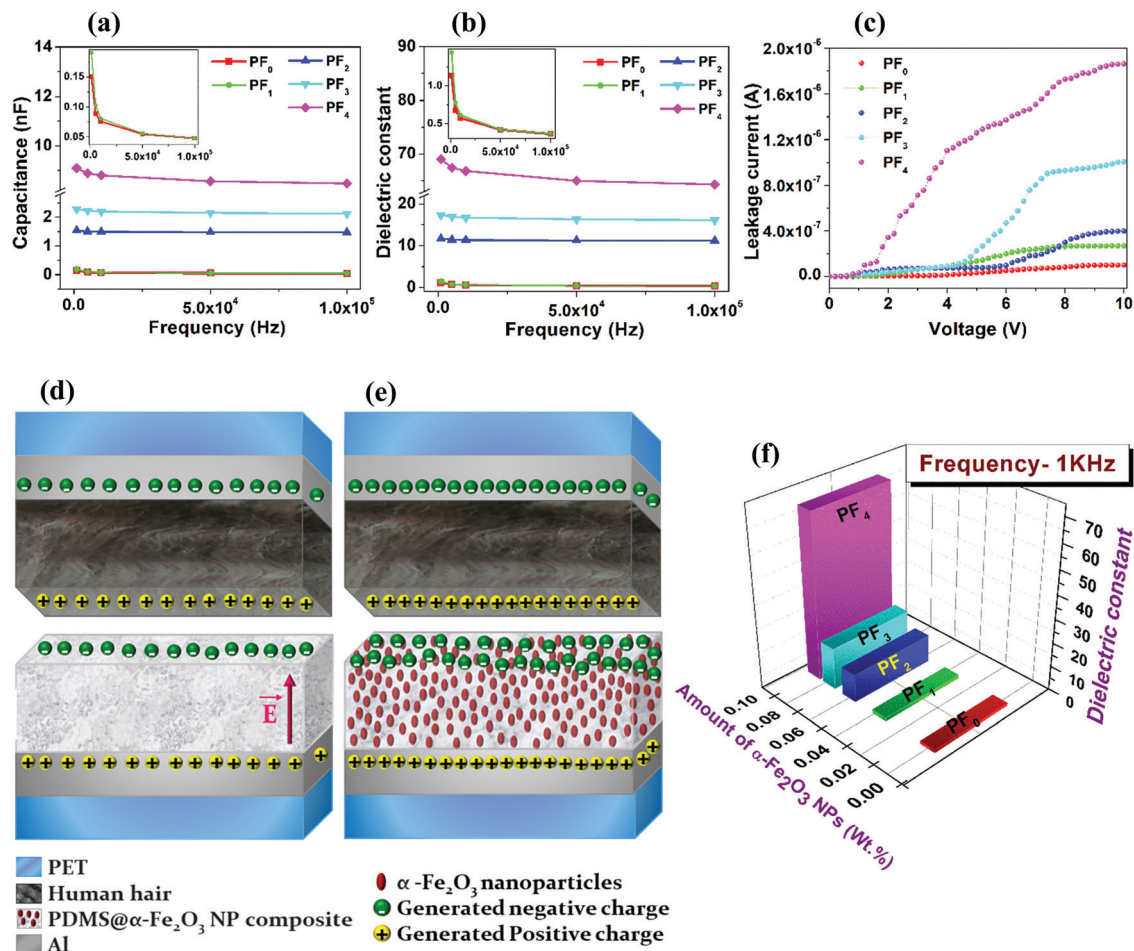 (a)
14
13
12
11
10
9
2
1
0
Capacitance (nF)
0.15
0.10
0.05
0.0
5.0x10⁴
1.0x10⁵
PF₀
PF₁
PF₂
PF₃
PF₄
0.0
5.0x10⁴
1.0x10⁵
Frequency (Hz)
(b)
90
85
80
75
70
65
20
10
0
Dielectric constant
1.0
0.5
0.0
5.0x10⁴
1.0x10⁵
PF₀
PF₁
PF₂
PF₃
PF₄
0.0
5.0x10⁴
1.0x10⁵
Frequency (Hz)
(c)
2.0x10⁻⁶
1.6x10⁻⁶
1.2x10⁻⁶
8.0x10⁻⁷
4.0x10⁻⁷
0.0
Leakage current (A)
PF₀
PF₁
PF₂
PF₃
PF₄
0 2 4 6 8 10
Voltage (V)
(d)
E
(e)
(f)
Frequency- 1KHz
PF₄
PF₃
PF₂
PF₁
PF₀
70
60
50
40
30
20
10
0
Dielectric constant
0.10
0.08
0.06
0.04
0.02
0.00
Amount of α-Fe₂O₃ NPs (Wt.%)
PET
Human hair
PDMS@α-Fe₂O₃ NP composite
Al
α -Fe₂O₃ nanoparticles
Generated negative charge
Generated Positive charge